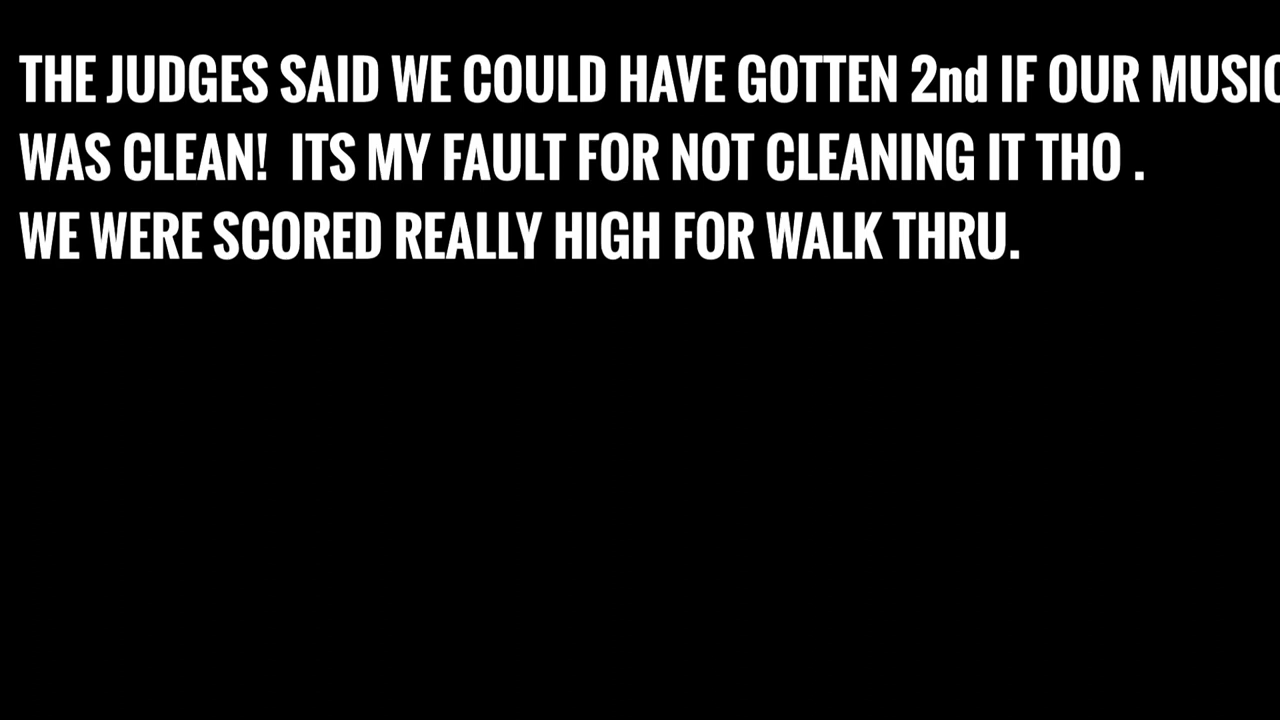 THE JUDGES SAID WE COULD HAVE GOTTEN 2nd IF OUR MUSIC
WAS CLEAN!  ITS MY FAULT FOR NOT CLEANING IT THO .
WE WERE SCORED REALLY HIGH FOR WALK THRU.